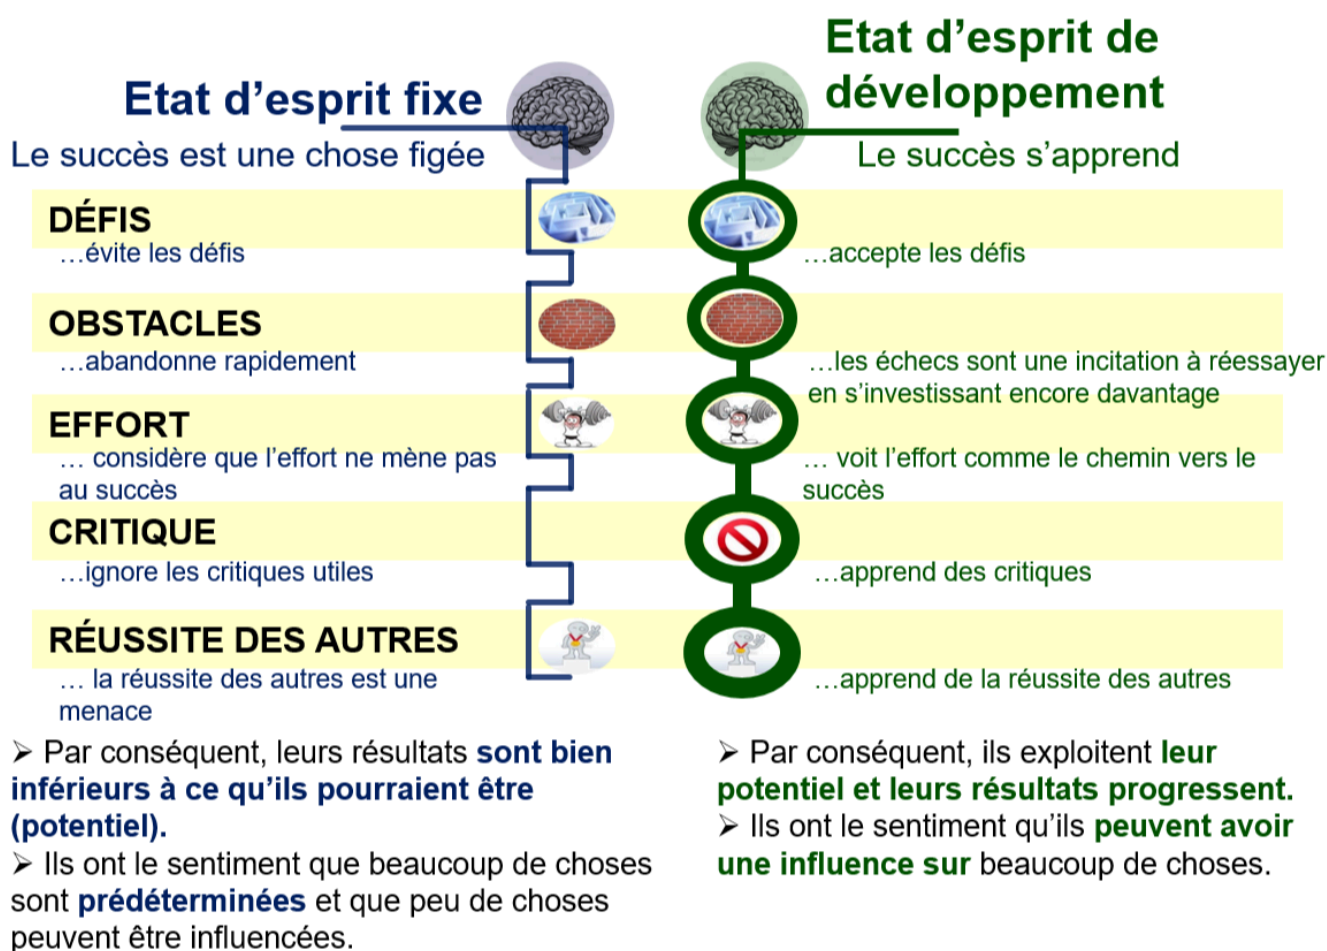 Etat d’esprit fixe
Le succès est une chose figée
Etat d’esprit de
développement
Le succès s’apprend
DÉFIS
…évite les défis
…accepte les défis
OBSTACLES
…abandonne rapidement
…les échecs sont une incitation à réessayer
en s’investissant encore davantage
EFFORT
… considère que l’effort ne mène pas
au succès
… voit l’effort comme le chemin vers le
succès
CRITIQUE
…ignore les critiques utiles
…apprend des critiques
RÉUSSITE DES AUTRES
… la réussite des autres est une
menace
…apprend de la réussite des autres
➢ Par conséquent, leurs résultats sont bien
inférieurs à ce qu’ils pourraient être
(potentiel).
➢ Ils ont le sentiment que beaucoup de choses
sont prédéterminées et que peu de choses
peuvent être influencées.
➢ Par conséquent, ils exploitent leur
potentiel et leurs résultats progressent.
➢ Ils ont le sentiment qu’ils peuvent avoir
une influence sur beaucoup de choses.